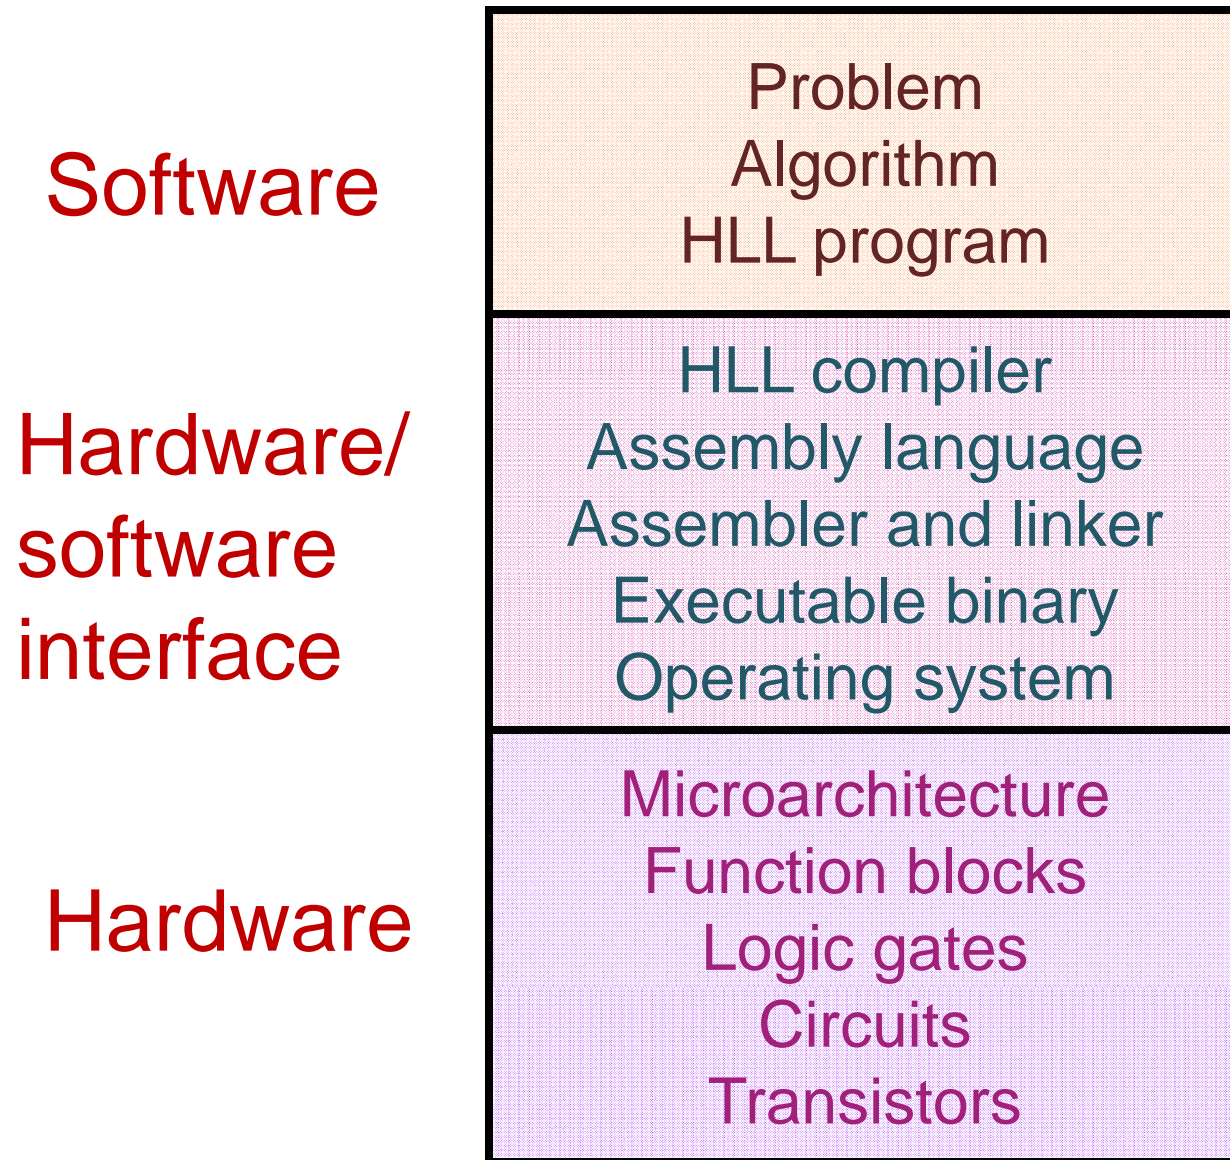 Software
Problem
Algorithm
HLL program
Hardware/
software
interface
HLL compiler
Assembly language
Assembler and linker
Executable binary
Operating system
Hardware
Microarchitecture
Function blocks
Logic gates
Circuits
Transistors